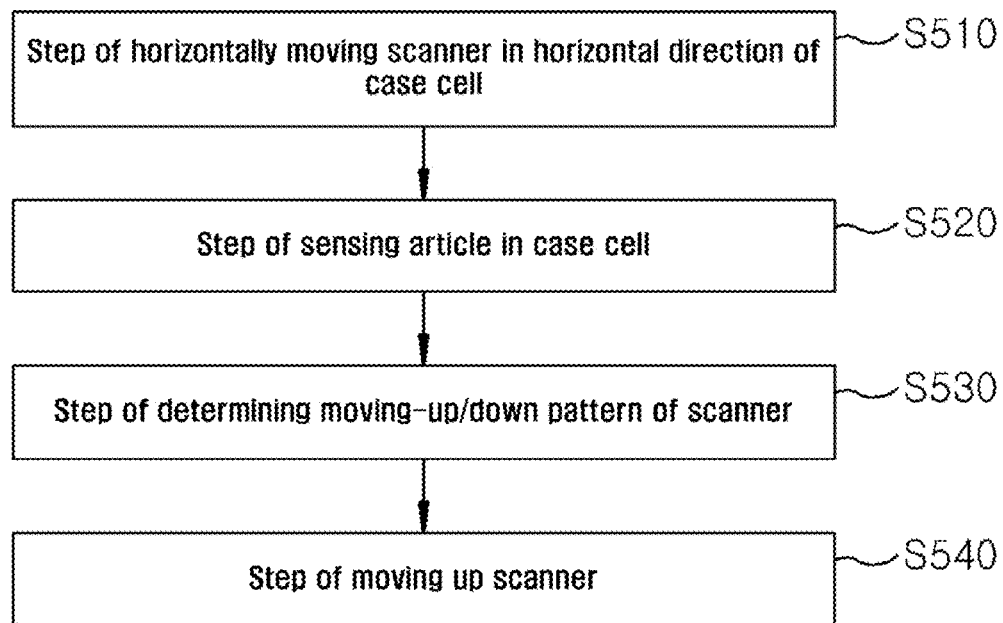 Step of horizontally moving scanner in horizontal direction of
case cell
S510
Step of sensing article in case cell
S520
Step of determining moving-up/down pattern of scanner
S530
Step of moving up scanner
S540